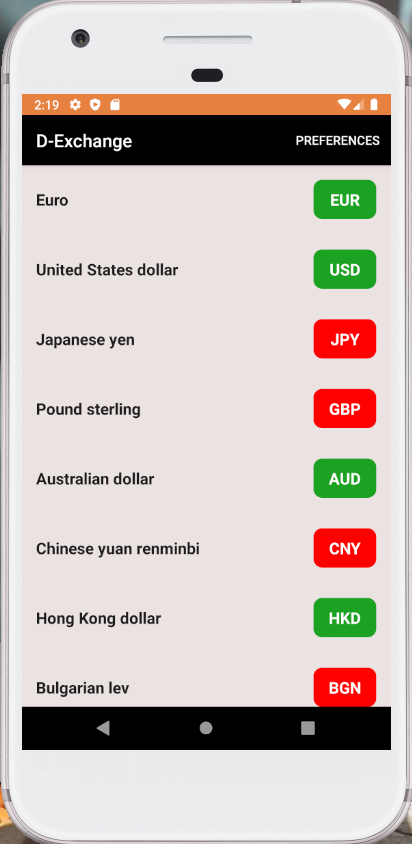 2:19
D-Exchange PREFERENCES
Euro EUR
United States dollar USD
Japanese yen JPY
Pound sterling GBP
Australian dollar AUD
Chinese yuan renminbi CNY
Hong Kong dollar HKD
Bulgarian lev BGN